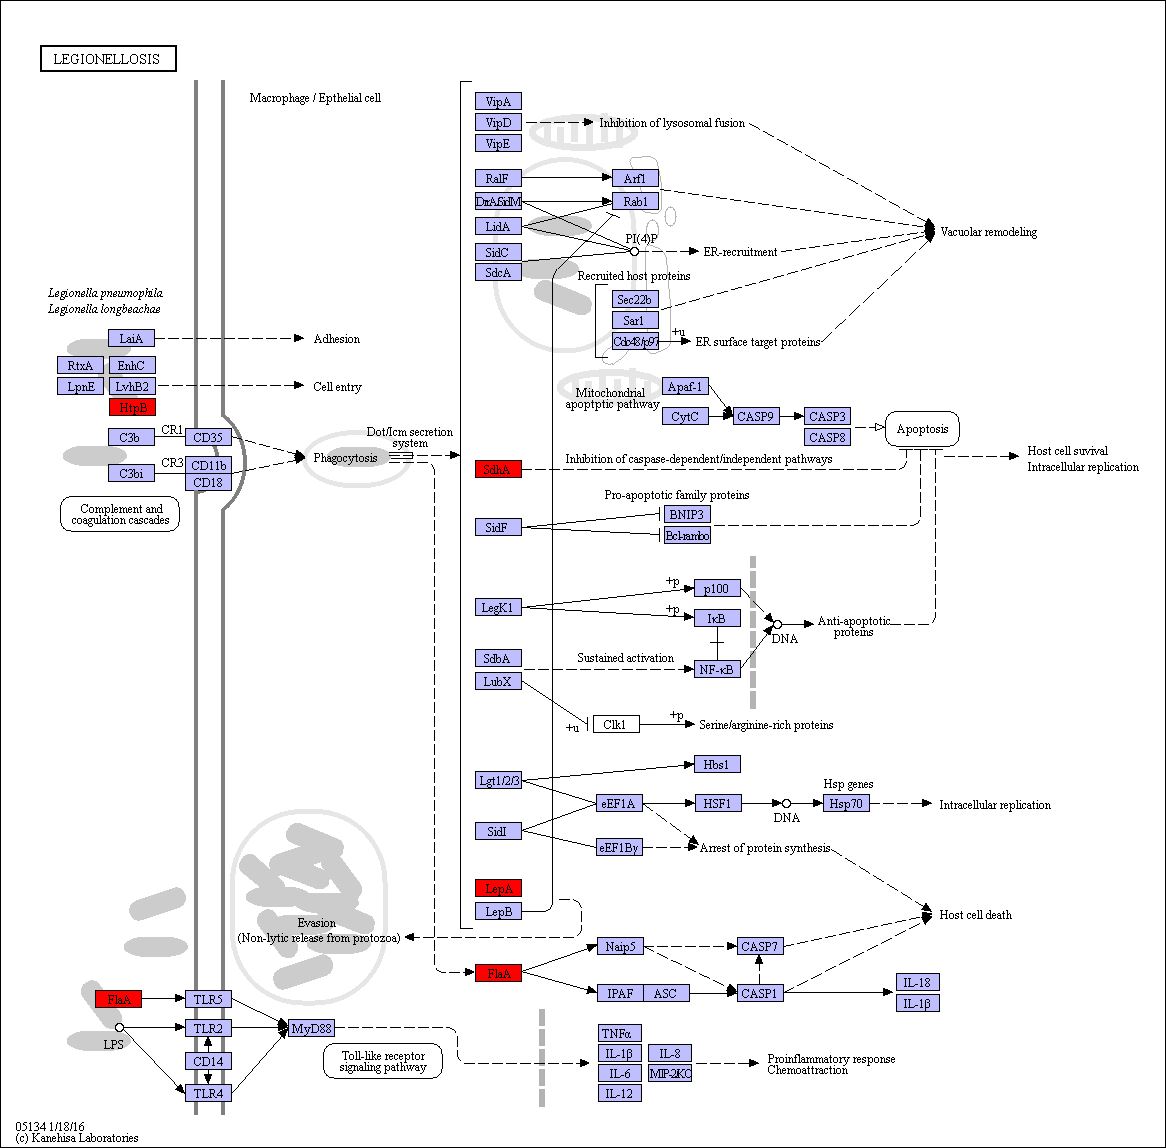 LEGIONELLOSIS
Macrophage / Epthelial cell
VipA
VipD
VipE
Inhibition of lysosomal fusion
RalF
Arf1
DrrA/SidM
Rab1
LidA
PI(4)P
SidC
SdcA
ER-recruitment
Vacuolar remodeling
Recruited host proteins
Sec22b
Sar1
Cdc48/p97
+u
ER surface target proteins
Legionella pneumophila
Legionella longbeachae
LaiA
Adhesion
RtxA
EnhC
LpnE
LvhB2
Cell entry
HtpB
C3b
CR1
CD35
C3bi
CR3
CD11b
CD18
Phagocytosis
Dot/Icm secretion
system
Complement and
coagulation cascades
Mitochondrial
apoptptic pathway
Apaf-1
CytC
CASP9
CASP3
CASP8
Apoptosis
SdhA
Inhibition of caspase-dependent/independent pathways
Host cell survival
Intracellular replication
Pro-apoptotic family proteins
SidF
BNIP3
Bcl-rambo
LegK1
+p
p100
+p
IκB
DNA
Anti-apoptotic
proteins
SdbA
Sustained activation
NF-κB
LubX
+u
Clk1
+p
Serine/arginine-rich proteins
Lgt1/2/3
Hbs1
eEF1A
HSF1
DNA
Hsp genes
Hsp70
Intracellular replication
SidI
eEF1By
Arrest of protein synthesis
LepA
LepB
Host cell death
Evasion
(Non-lytic release from protozoa)
FlaA
Naip5
CASP7
IPAF
ASC
CASP1
IL-18
IL-1β
FlaA
TLR5
LPS
TLR2
MyD88
CD14
TLR4
Toll-like receptor
signaling pathway
TNFα
IL-1β
IL-8
IL-6
MIP-2/KC
IL-12
Proinflammatory response
Chemoattraction
05134 1/18/16
(c) Kanehisa Laboratories